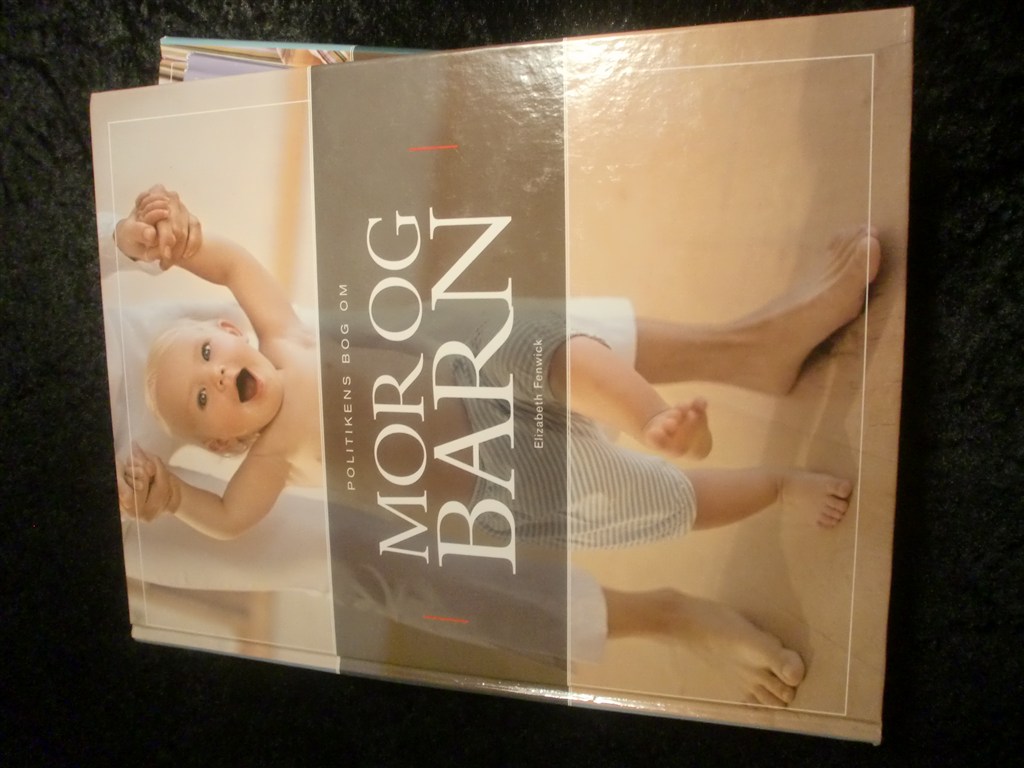 POLITIKENS BOG OM
MOR OG
BARN
Elizabeth Fenwick